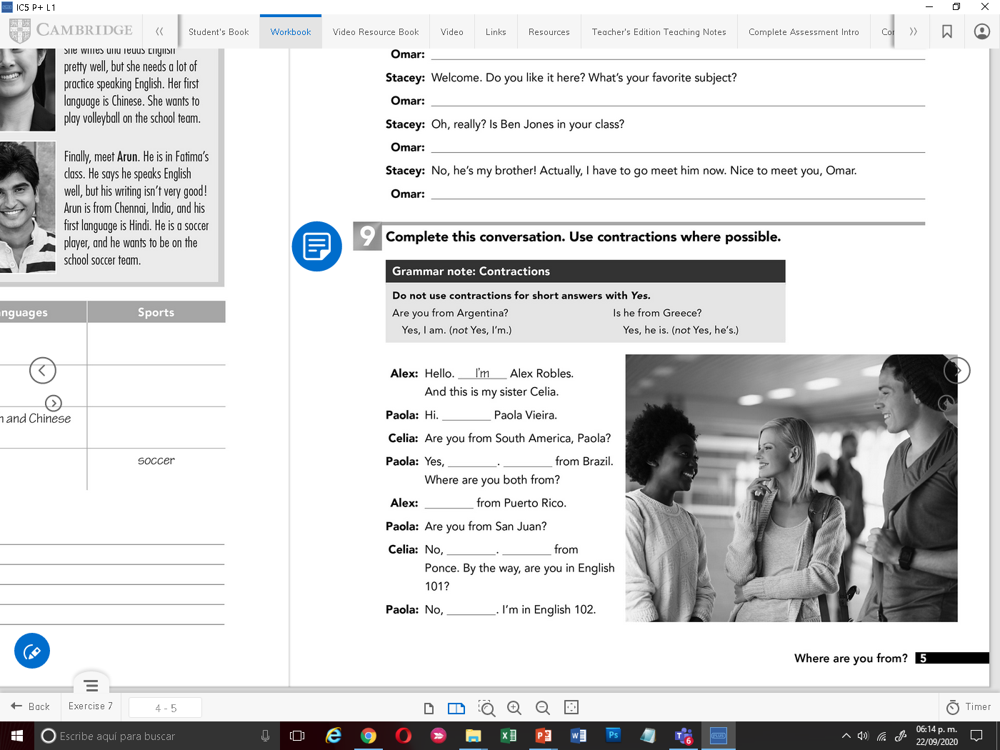 IC5 P+ L1
CAMBRIDGE
Student's Book
Workbook
Video Resource Book
Video
Links
Resources
Teacher's Edition Teaching Notes
Complete Assessment Intro
she writes and reads English
pretty well, but she needs a lot of
practice speaking English. Her first
language is Chinese. She wants to
play volleyball on the school team.
Finally, meet Arun. He is in Fatima's
class. He says he speaks English
well, but his writing isn't very good!
Arun is from Chennai, India, and his
first language is Hindi. He is a soccer
player, and he wants to be on the
school soccer team.
nguages Sports
and Chinese
soccer
Omar:
Stacey: Welcome. Do you like it here? What's your favorite subject?
Omar:
Stacey: Oh, really? Is Ben Jones in your class?
Omar:
Stacey: No, he's my brother! Actually, I have to go meet him now. Nice to meet you, Omar.
Omar:
9 Complete this conversation. Use contractions where possible.
Grammar note: Contractions
Do not use contractions for short answers with Yes.
Are you from Argentina? Is he from Greece?
Yes, I am. (not Yes, I'm.) Yes, he is. (not Yes, he's.)
Alex: Hello. I'm Alex Robles.
And this is my sister Celia.
Paola: Hi. ________ Paola Vieira.
Celia: Are you from South America, Paola?
Paola: Yes, ________. ________ from Brazil.
Where are you both from?
Alex: ________ from Puerto Rico.
Paola: Are you from San Juan?
Celia: No, ________. ________ from
Ponce. By the way, are you in English
101?
Paola: No, ________. I'm in English 102.
Where are you from? 5
Back
Exercise 7
4 - 5
Timer
Escribe aquí para buscar
06:14 p. m.
22/09/2020